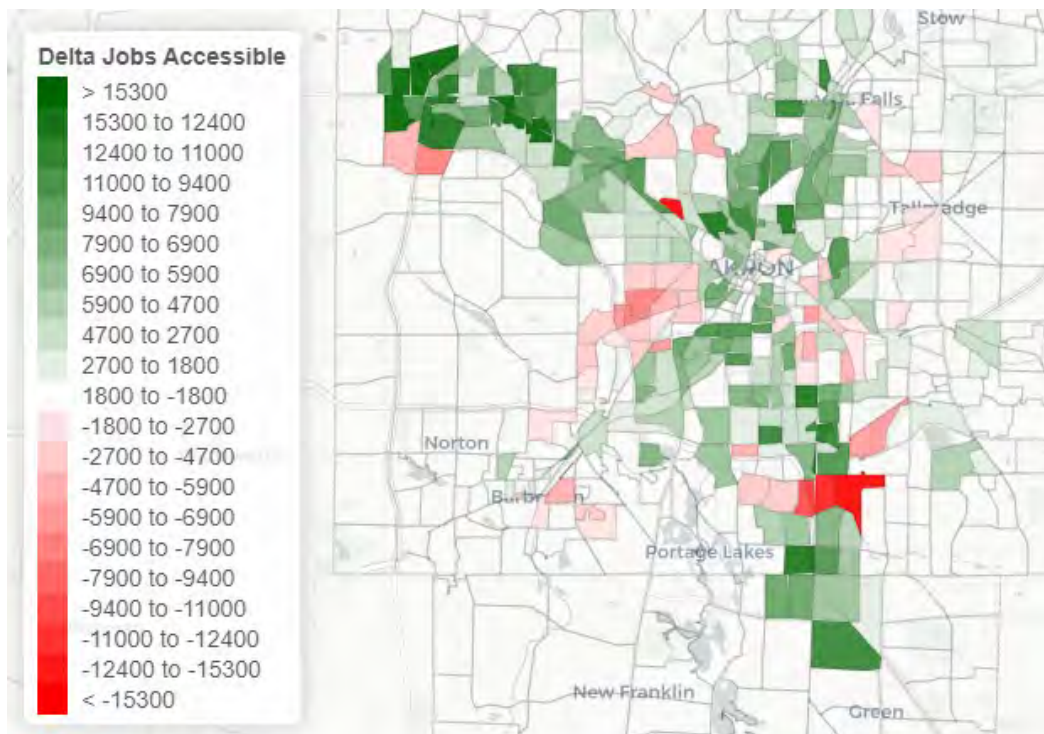 Delta Jobs Accessible
> 15300
15300 to 12400
12400 to 11000
11000 to 9400
9400 to 7900
7900 to 6900
6900 to 5900
5900 to 4700
4700 to 2700
2700 to 1800
1800 to -1800
-1800 to -2700
-2700 to -4700
-4700 to -5900
-5900 to -6900
-6900 to -7900
-7900 to -9400
-9400 to -11000
-11000 to -12400
-12400 to -15300
< -15300
Stow
Falls
Tallmadge
AKRON
Norton
Portage Lakes
New Franklin
Green